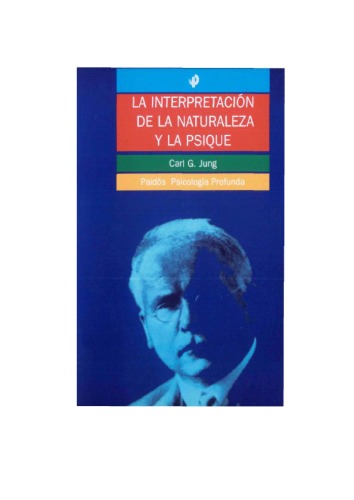 LA INTERPRETACIÓN
DE LA NATURALEZA
Y LA PSIQUE
Carl G. Jung
Paidós Psicología Profunda